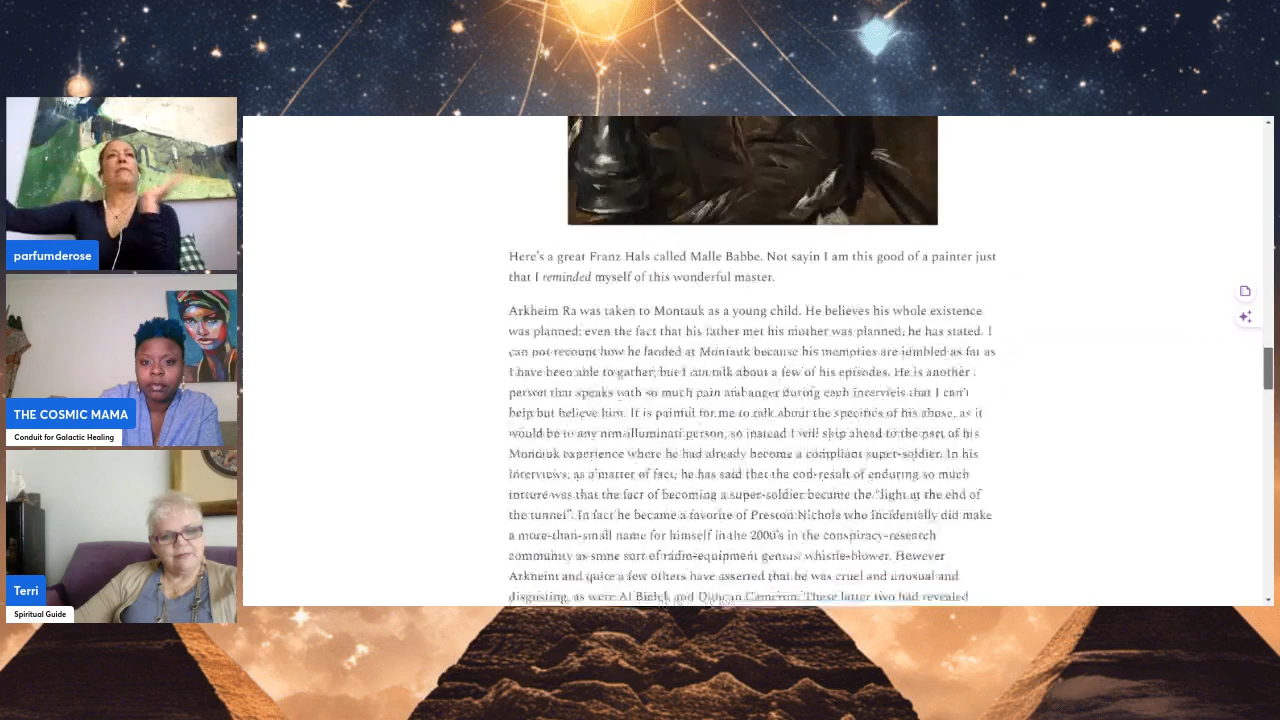 parfumderose
THE COSMIC MAMA
Conduit for Galactic Healing
Terri
Spiritual Guide
Here's a great Franz Hals called Malle Babbe. Not sayin I am this good of a painter just
that I reminded myself of this wonderful master.
Arkheim Ra was taken to Montauk as a young child. He believes his whole existence
was planned; even the fact that his father met his mother was planned, he has stated. I
can not recount how he landed at Montauk because his memories are jumbled as far as
I have been able to gather, but I can talk about a few of his episodes. He is another
person that speaks with so much pain and anger during each interview that I can't
help but believe him. It is painful for me to talk about the specifics of his abuse, as it
would be to any non-illuminati person, so instead I will skip ahead to the part of his
Montauk experience where he had already become a compliant super-soldier. In his
interviews, as a matter of fact, he has said that the end-result of enduring so much
torture was that the fact of becoming a super-soldier became the "light at the end of
the tunnel". In fact he became a favorite of Preston Nichols who incidentally did make
a more-than-small name for himself in the 2000's in the conspiracy-research
community as some sort of radio-equipment genius whistle-blower. However
Arkheim and quite a few others have asserted that he was cruel and unusual and
disgusting, as were Al Bielek and Duncan Cameron. These latter two had revealed